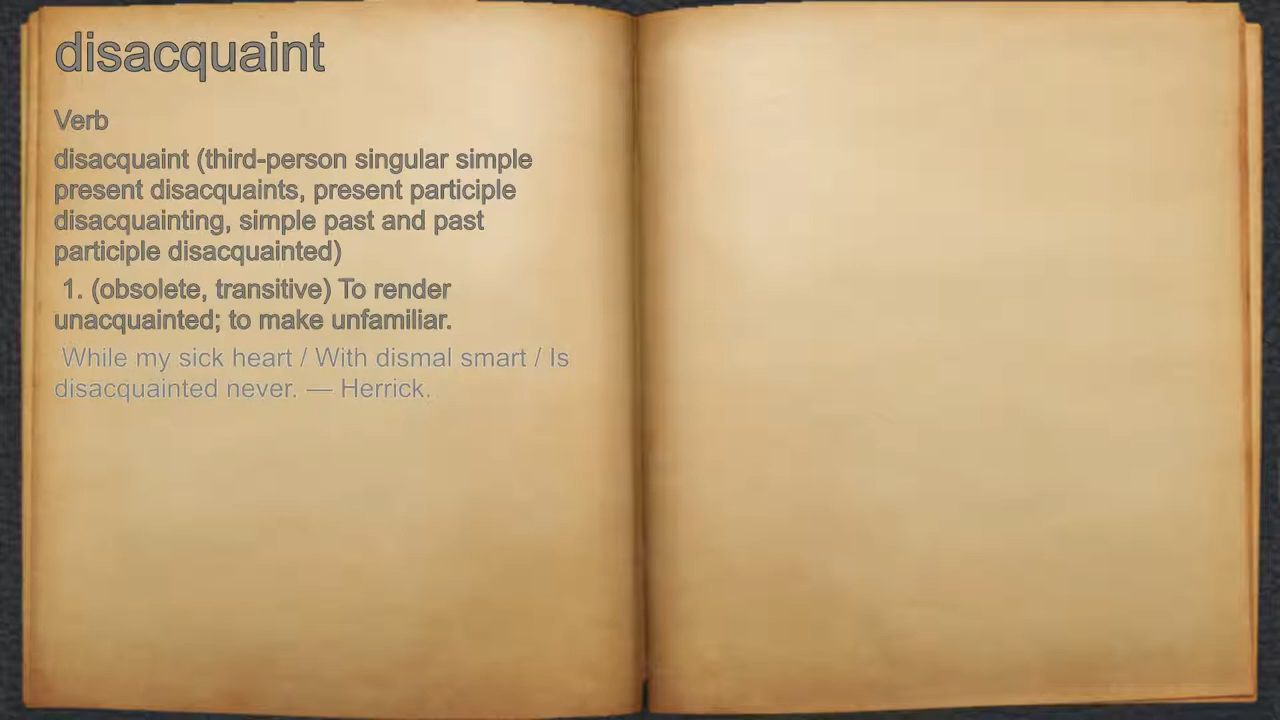 disacquaint
Verb
disacquaint (third-person singular simple
present disacquaints, present participle
disacquainting, simple past and past
participle disacquainted)
1. (obsolete, transitive) To render
unacquainted; to make unfamiliar.
While my sick heart / With dismal smart / Is
disacquainted never. — Herrick.